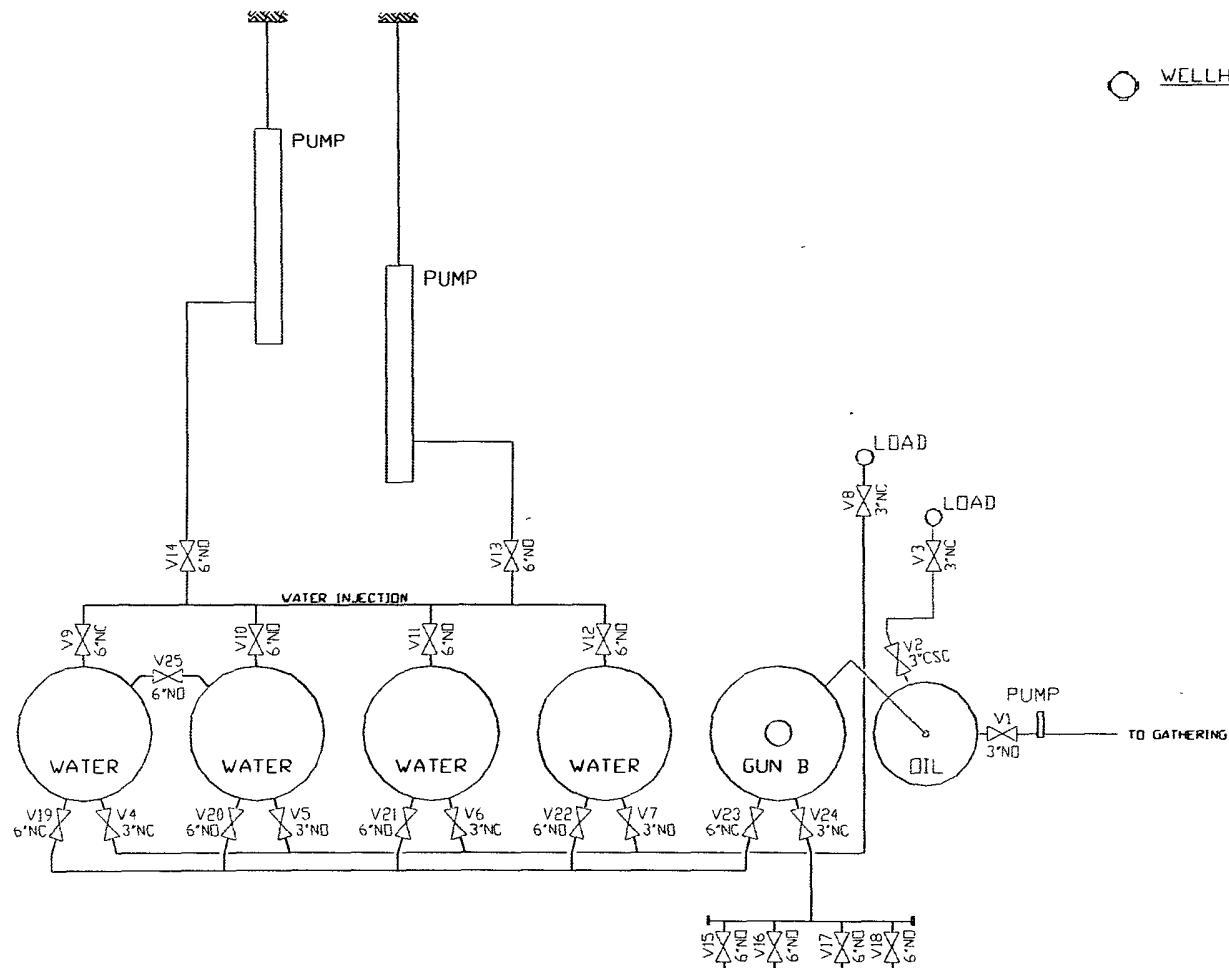 WELLH
PUMP
PUMP
LOAD
V8
3"NC
LOAD
V3
3"NC
V14
6"NO
V13
6"NO
WATER INJECTION
V9
6"NC
V10
6"NO
V11
6"NO
V12
6"NO
V25
6"NO
V2
3"CSC
PUMP
V1
3"NO
TO GATHERING
WATER
WATER
WATER
WATER
GUN B
OIL
V19
6"NC
V4
3"NC
V20
6"NO
V5
3"NO
V21
6"NO
V6
3"NC
V22
6"NO
V7
3"NO
V23
6"NC
V24
3"NC
V15
6"NO
V16
6"NO
V17
6"NO
V18
6"NO